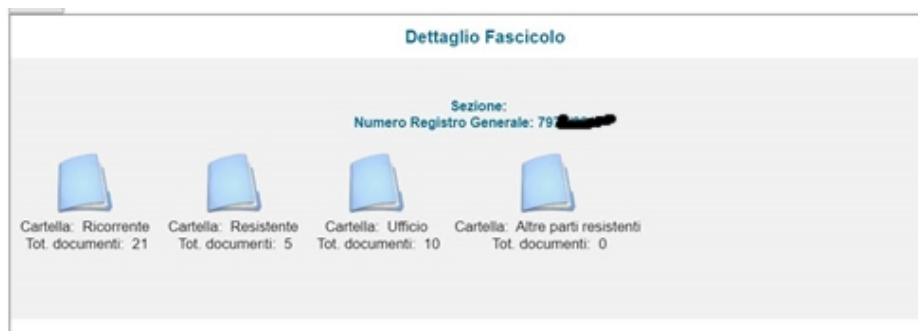 Dettaglio Fascicolo
Sezione:
Numero Registro Generale: 797
Cartella: Ricorrente
Tot. documenti: 21
Cartella: Resistente
Tot. documenti: 5
Cartella: Ufficio
Tot. documenti: 10
Cartella: Altre parti resistenti
Tot. documenti: 0